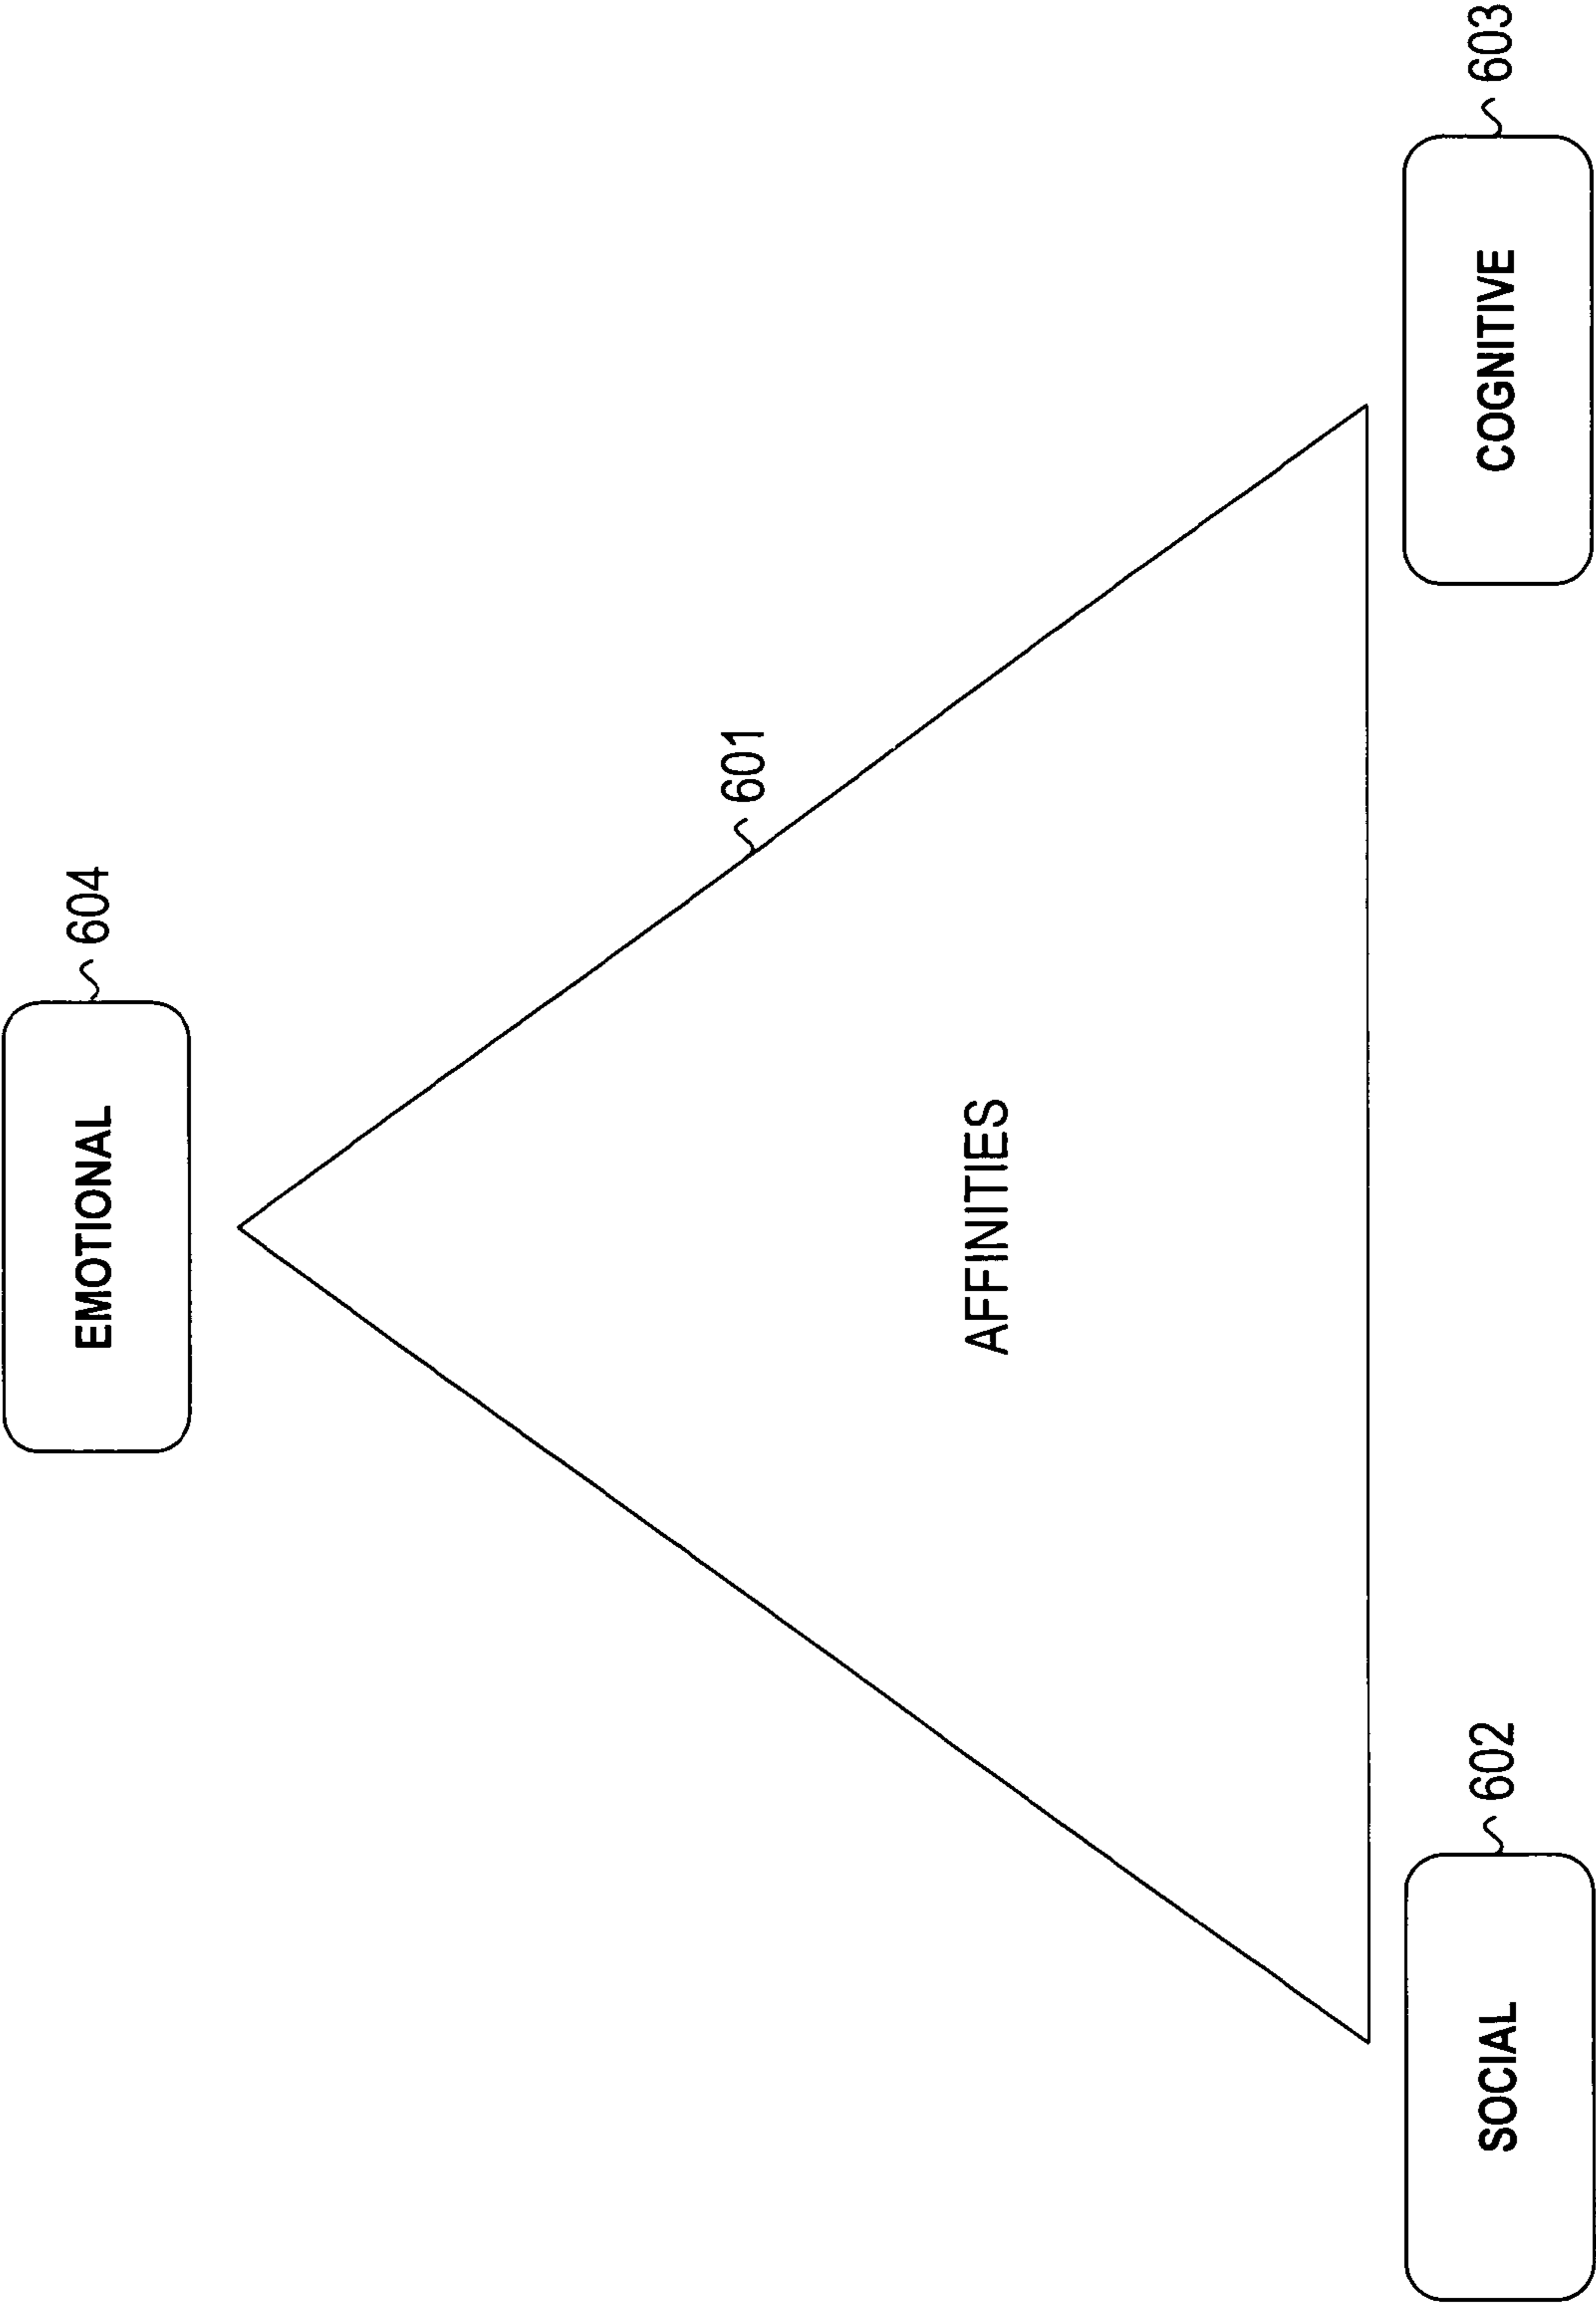 EMOTIONAL
604
601
AFFINITIES
SOCIAL
602
COGNITIVE
603